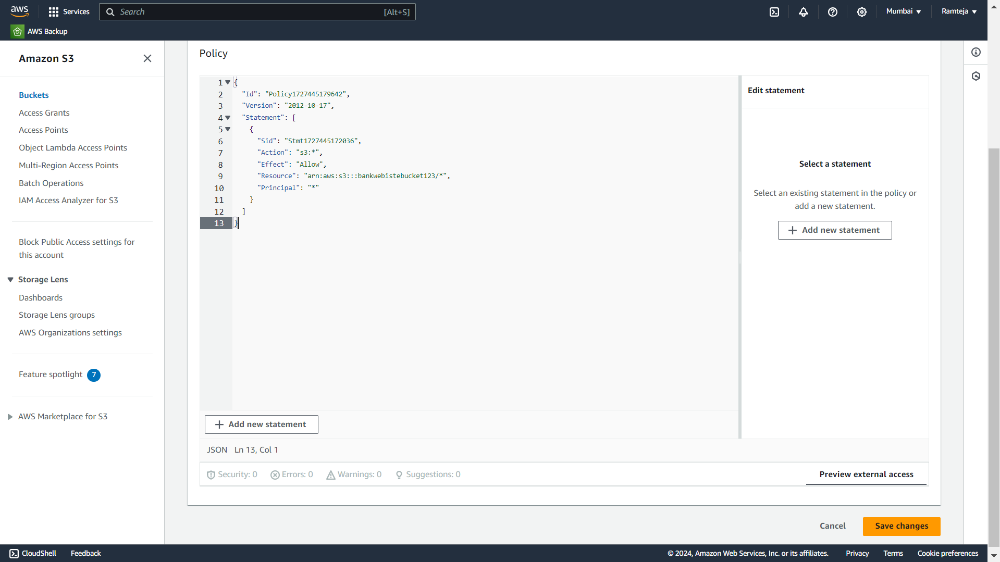 aws
Services
Search
[Alt+S]
Mumbai
Ramteja
AWS Backup
Amazon S3
Buckets
Access Grants
Access Points
Object Lambda Access Points
Multi-Region Access Points
Batch Operations
IAM Access Analyzer for S3
Block Public Access settings for
this account
Storage Lens
Dashboards
Storage Lens groups
AWS Organizations settings
Feature spotlight 7
AWS Marketplace for S3
Policy
1 {
2 "Id": "Policy1727445179642",
3 "Version": "2012-10-17",
4 "Statement": [
5 {
6 "Sid": "Stmt1727445172036",
7 "Action": "s3:*",
8 "Effect": "Allow",
9 "Resource": "arn:aws:s3:::bankwebistebucket123/*",
10 "Principal": "*"
11 }
12 ]
13 }
+ Add new statement
JSON Ln 13, Col 1
Security: 0
Errors: 0
Warnings: 0
Suggestions: 0
Preview external access
Edit statement
Select a statement
Select an existing statement in the policy or
add a new statement.
+ Add new statement
Cancel
Save changes
CloudShell
Feedback
© 2024, Amazon Web Services, Inc. or its affiliates.
Privacy
Terms
Cookie preferences